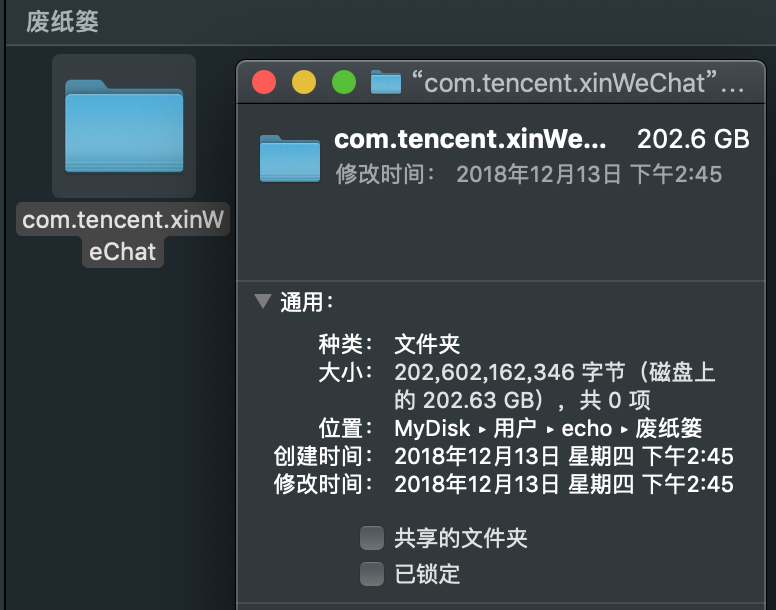 废纸篓
com.tencent.xinW
eChat
“com.tencent.xinWeChat”…
com.tencent.xinWe... 202.6 GB
修改时间： 2018年12月13日 下午2:45
通用：
种类： 文件夹
大小： 202,602,162,346 字节（磁盘上
的 202.63 GB），共 0 项
位置： MyDisk ▸ 用户 ▸ echo ▸ 废纸篓
创建时间： 2018年12月13日 星期四 下午2:45
修改时间： 2018年12月13日 星期四 下午2:45
共享的文件夹
已锁定